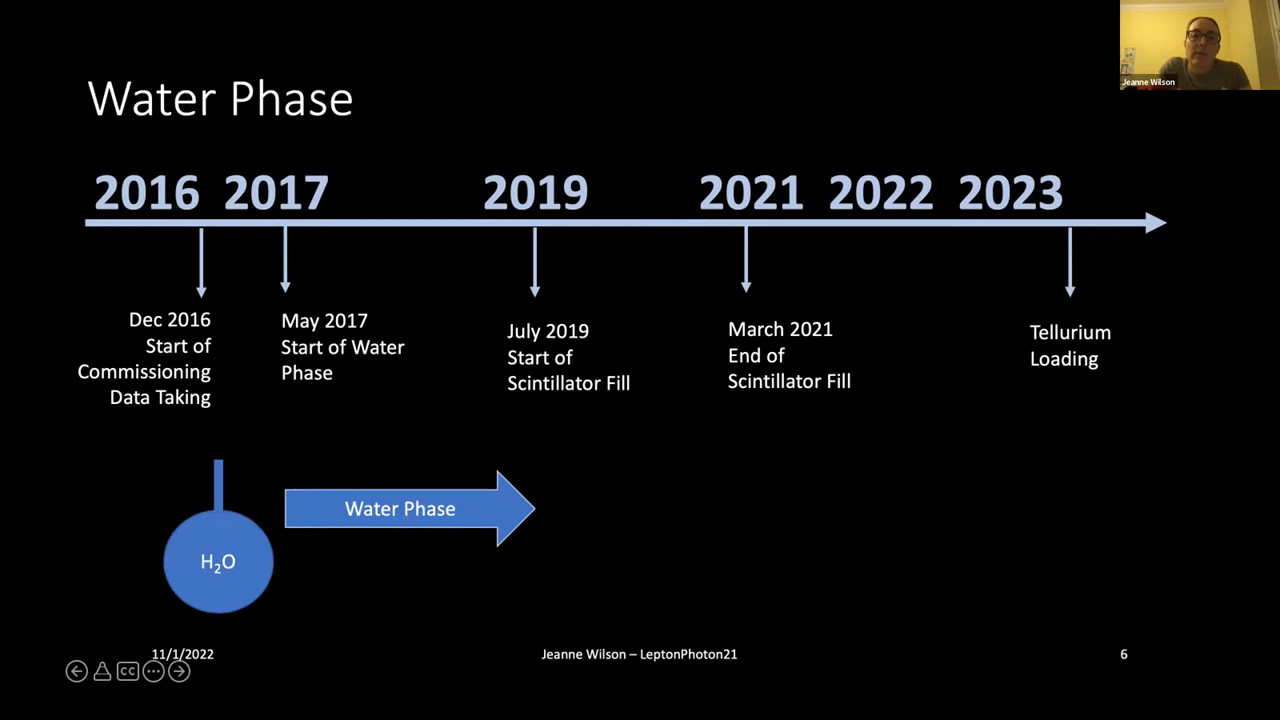 Jeanne Wilson
Water Phase
2016 2017 2019 2021 2022 2023
Dec 2016
Start of
Commissioning
Data Taking
May 2017
Start of Water
Phase
July 2019
Start of
Scintillator Fill
March 2021
End of
Scintillator Fill
Tellurium
Loading
Water Phase
H₂O
11/1/2022
Jeanne Wilson – LeptonPhoton21
6
CC